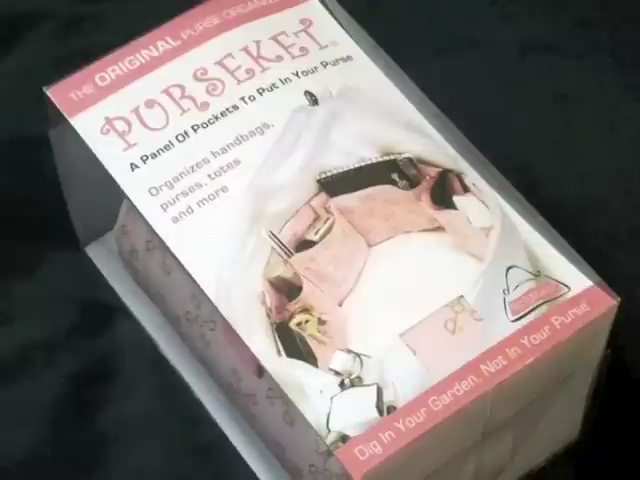 THE ORIGINAL PURSE ORGANIZER
PURSEKET
A Panel Of Pockets To Put In Your Purse
Organizes handbags,
purses, totes
and more
Dig In Your Garden, Not In Your Purse